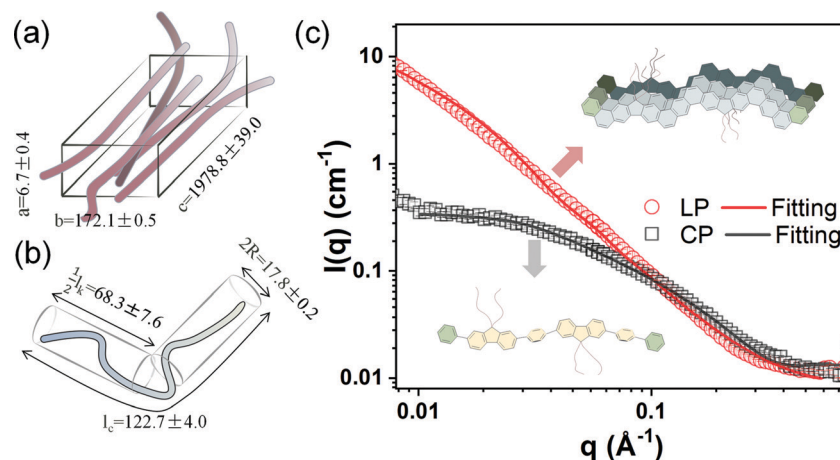 (a)
a=6.7±0.4
b=172.1±0.5
c=1978.8±39.0
(b)
½lₖ=68.3±7.6
2R=17.8±0.2
l꜀=122.7±4.0
(c)
I(q) (cm⁻¹)
10
1
0.1
0.01
LP Fitting
CP Fitting
0.01 0.1
q (Å⁻¹)